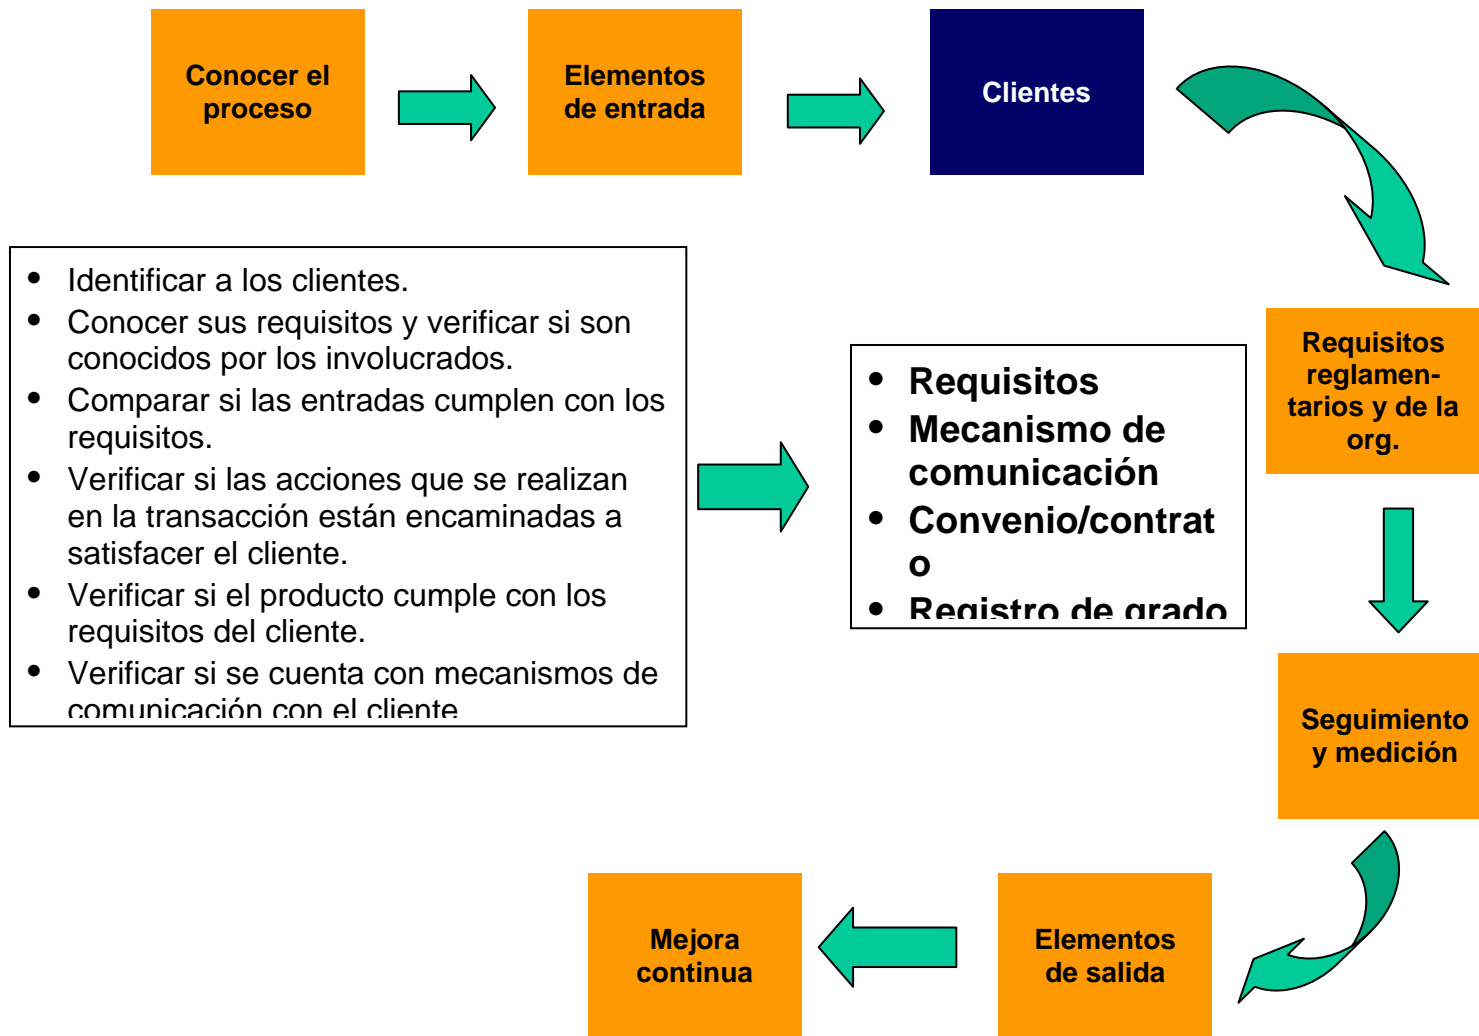 Conocer el
proceso
Elementos
de entrada
Clientes
• Identificar a los clientes.
• Conocer sus requisitos y verificar si son
conocidos por los involucrados.
• Comparar si las entradas cumplen con los
requisitos.
• Verificar si las acciones que se realizan
en la transacción están encaminadas a
satisfacer el cliente.
• Verificar si el producto cumple con los
requisitos del cliente.
• Verificar si se cuenta con mecanismos de
comunicación con el cliente
• Requisitos
• Mecanismo de
comunicación
• Convenio/contrat
o
• Registro de grado
Requisitos
reglamen-
tarios y de la
org.
Seguimiento
y medición
Elementos
de salida
Mejora
continua